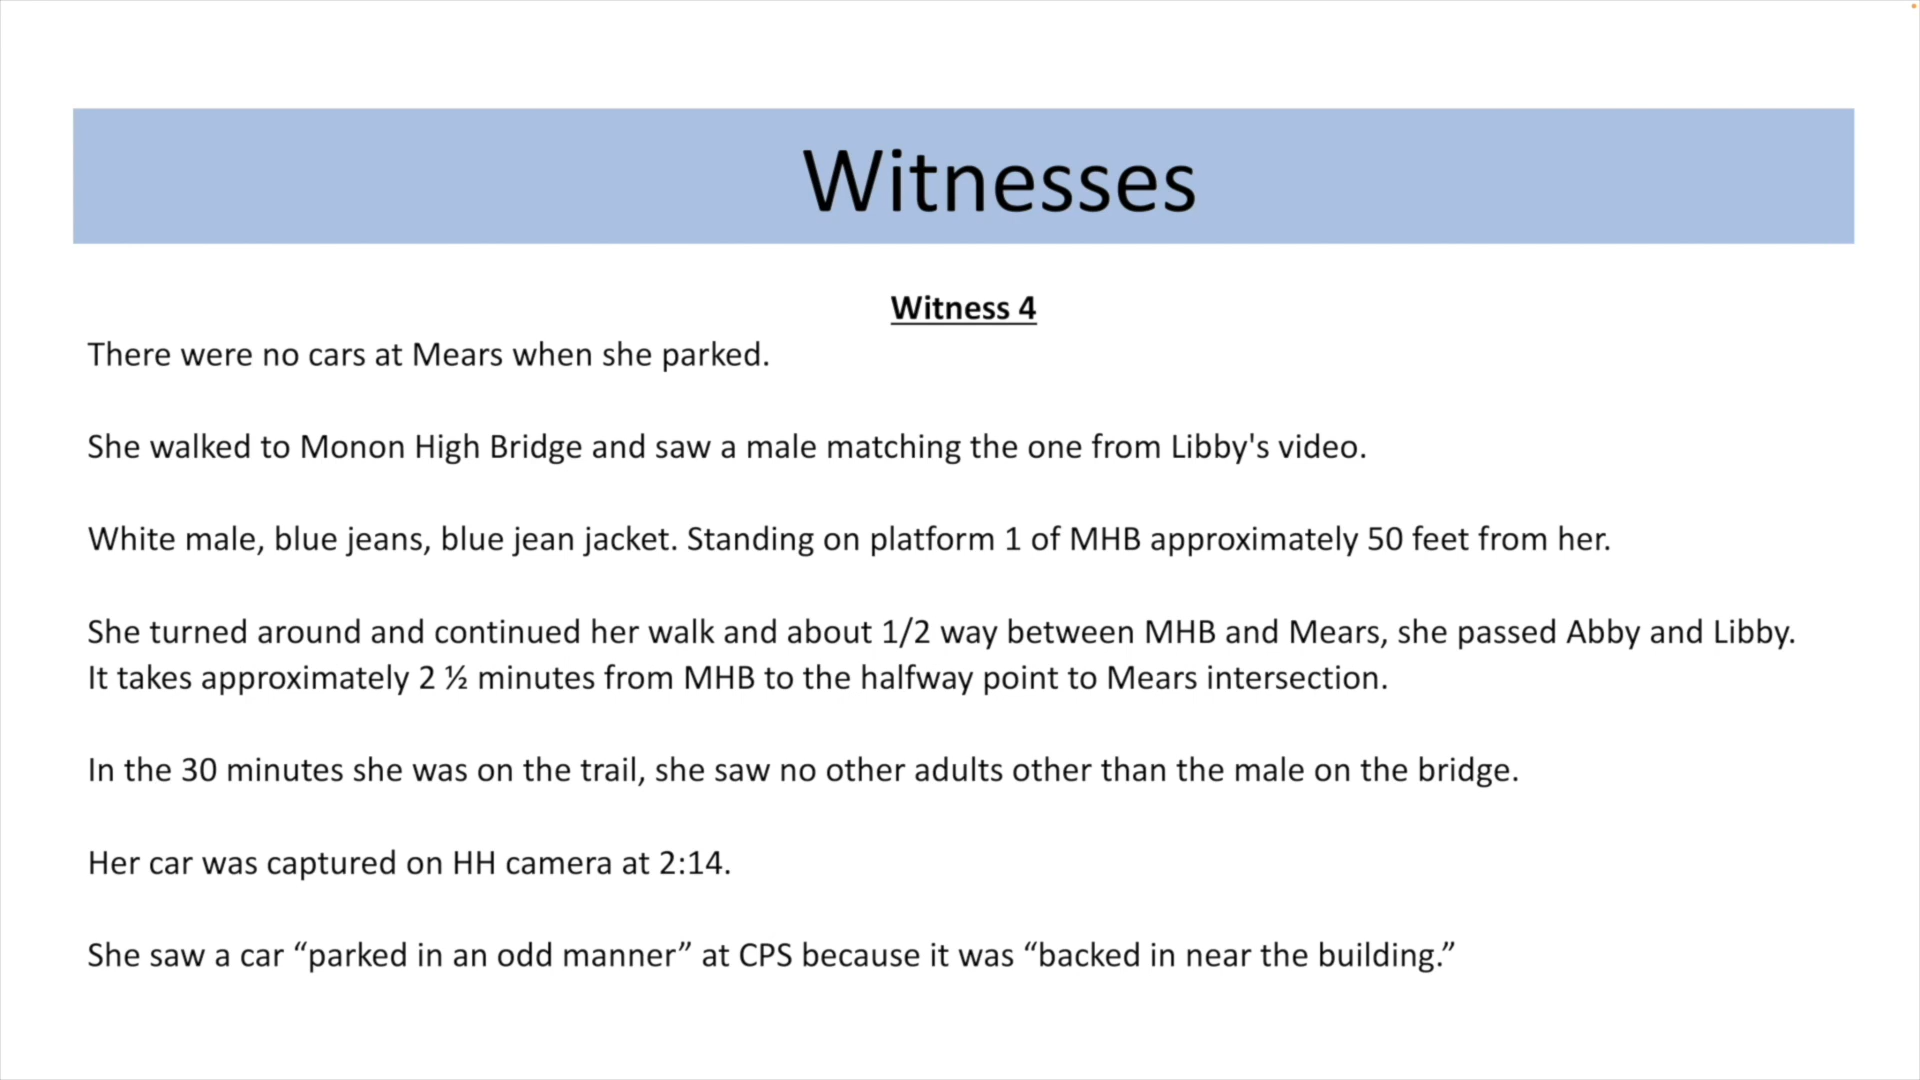 Witnesses
Witness 4
There were no cars at Mears when she parked.
She walked to Monon High Bridge and saw a male matching the one from Libby's video.
White male, blue jeans, blue jean jacket. Standing on platform 1 of MHB approximately 50 feet from her.
She turned around and continued her walk and about 1/2 way between MHB and Mears, she passed Abby and Libby.
It takes approximately 2 ½ minutes from MHB to the halfway point to Mears intersection.
In the 30 minutes she was on the trail, she saw no other adults other than the male on the bridge.
Her car was captured on HH camera at 2:14.
She saw a car “parked in an odd manner” at CPS because it was “backed in near the building.”